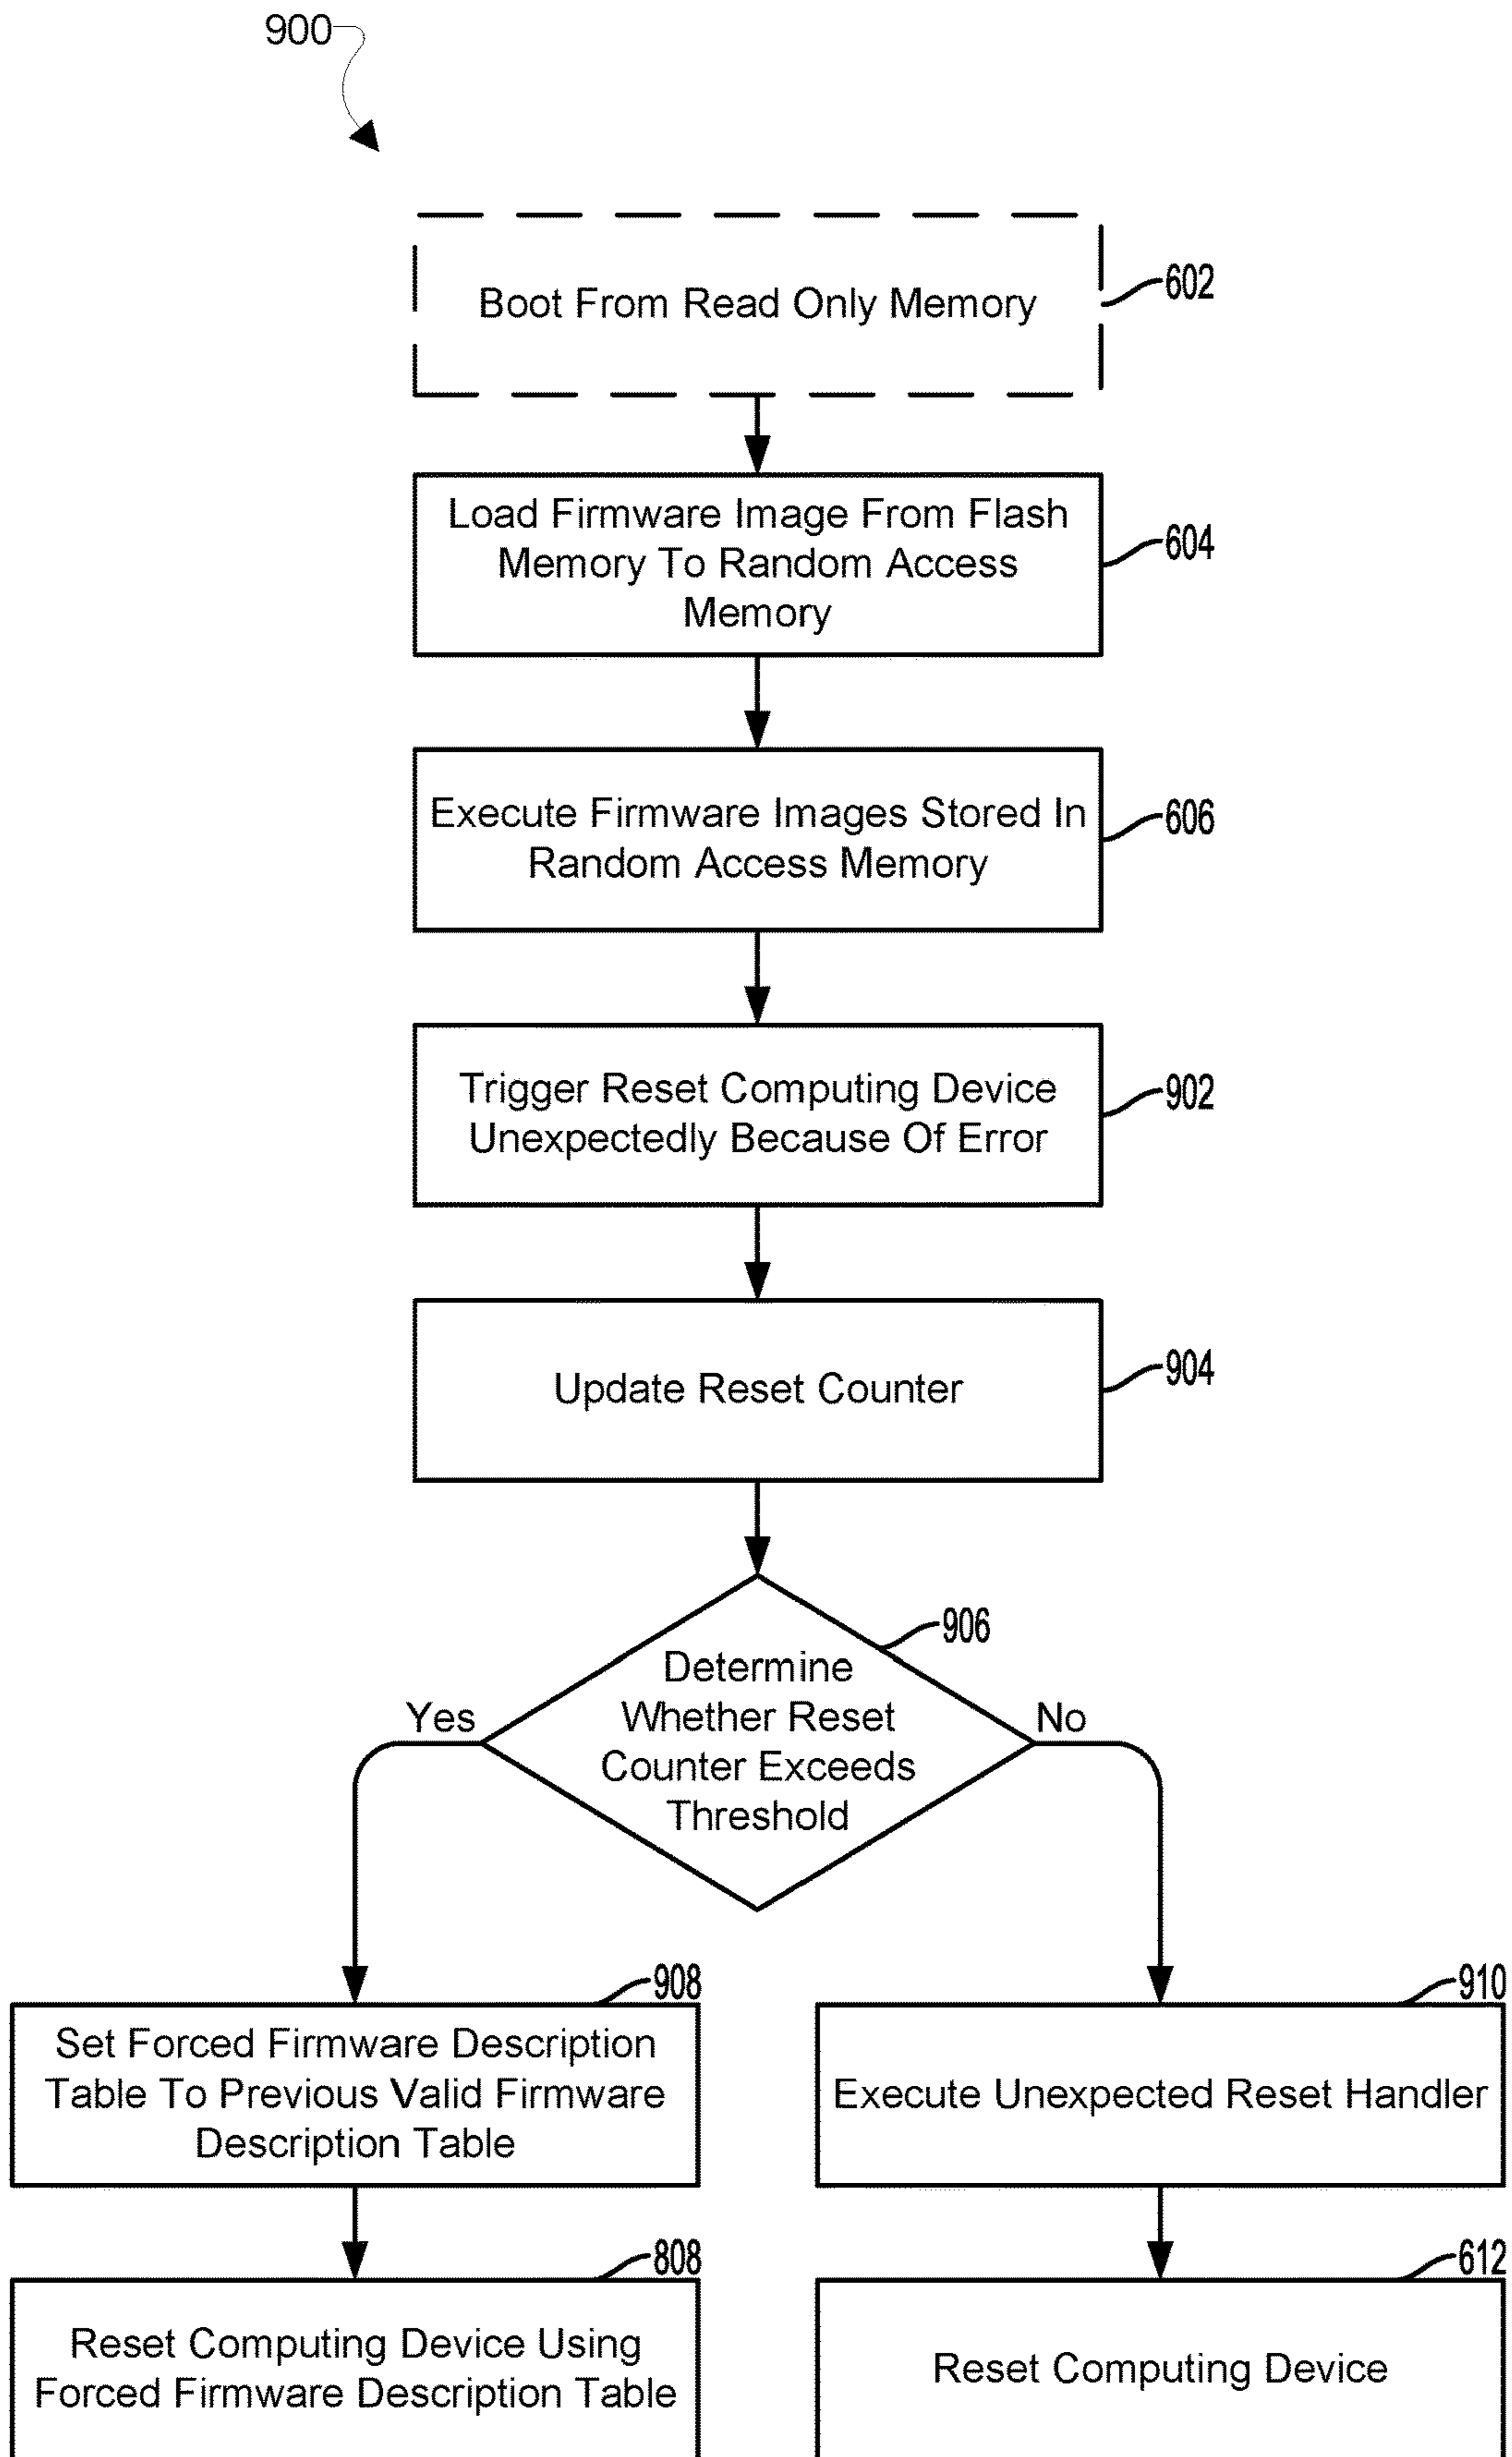 900
Boot From Read Only Memory
602
Load Firmware Image From Flash
Memory To Random Access
Memory
604
Execute Firmware Images Stored In
Random Access Memory
606
Trigger Reset Computing Device
Unexpectedly Because Of Error
902
Update Reset Counter
904
906
Determine
Whether Reset
Counter Exceeds
Threshold
Yes
No
908
Set Forced Firmware Description
Table To Previous Valid Firmware
Description Table
910
Execute Unexpected Reset Handler
808
Reset Computing Device Using
Forced Firmware Description Table
612
Reset Computing Device